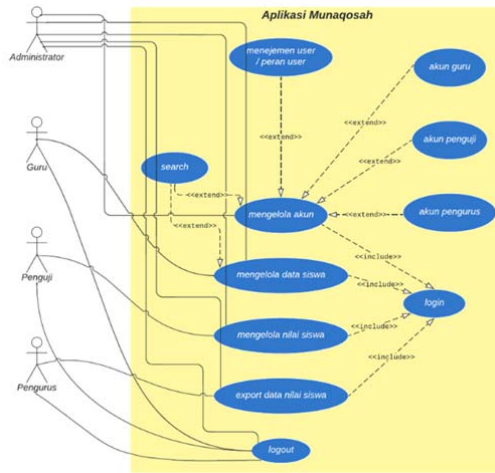 Aplikasi Munaqosah
Administrator
menejemen user
/ peran user
akun guru
<<extend>>
<<extend>>
Guru
akun penguji
search
<<extend>>
<<extend>>
akun pengurus
mengelola akun
<<extend>>
<<extend>>
<<include>>
Penguji
mengelola data siswa
<<include>>
login
mengelola nilai siswa
<<include>>
<<include>>
Pengurus
export data nilai siswa
logout